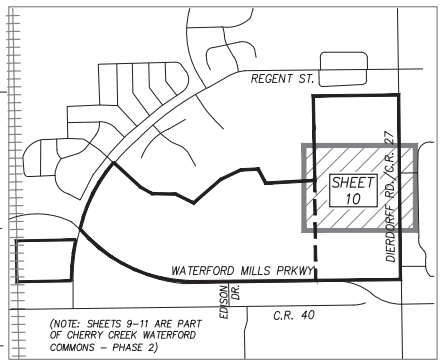 REGENT ST.
DIERDORFF RD./C.R. 27
SHEET
10
WATERFORD MILLS PRKWY
EDISON
DR.
C.R. 40
(NOTE: SHEETS 9-11 ARE PART
OF CHERRY CREEK WATERFORD
COMMONS - PHASE 2)